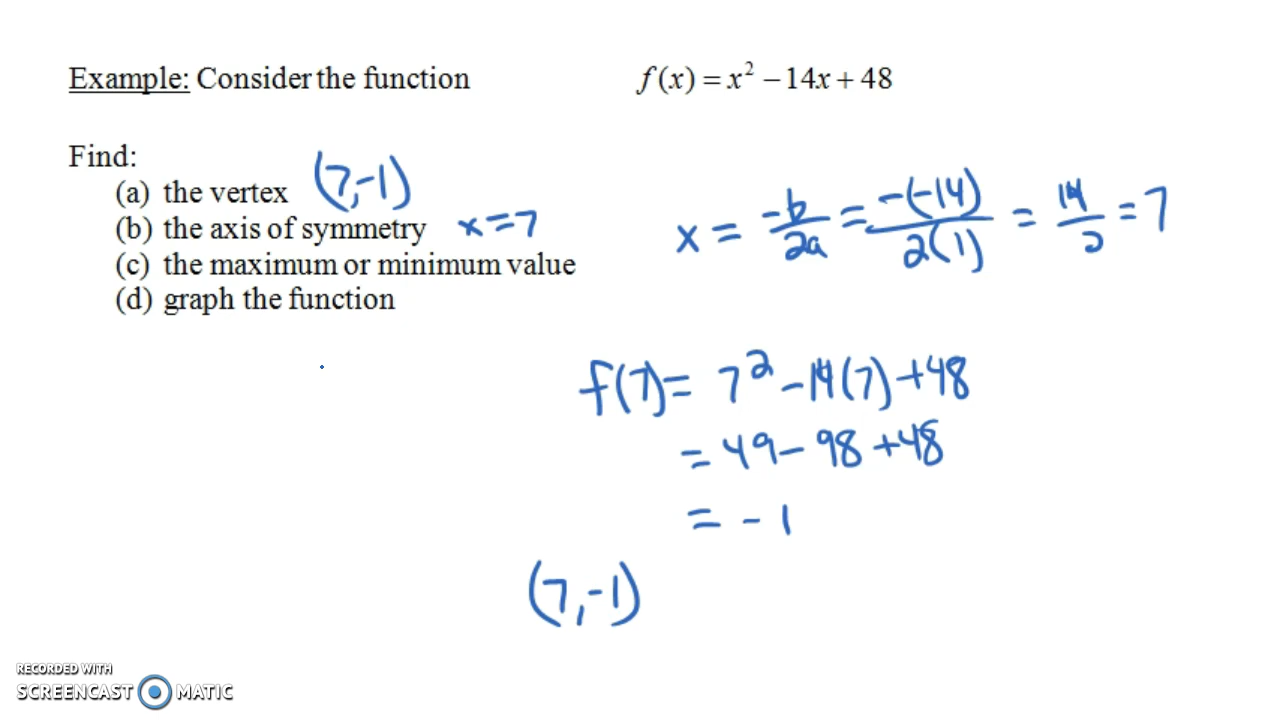 Example: Consider the function f(x) = x² − 14x + 48
Find:
(a) the vertex (7,-1)
(b) the axis of symmetry x=7
x = -b/2a = -(-14)/2(1) = 14/2 = 7
(c) the maximum or minimum value
(d) graph the function
f(7) = 7² - 14(7) + 48
= 49 - 98 + 48
= - 1
(7,-1)
RECORDED WITH
SCREENCAST MATIC